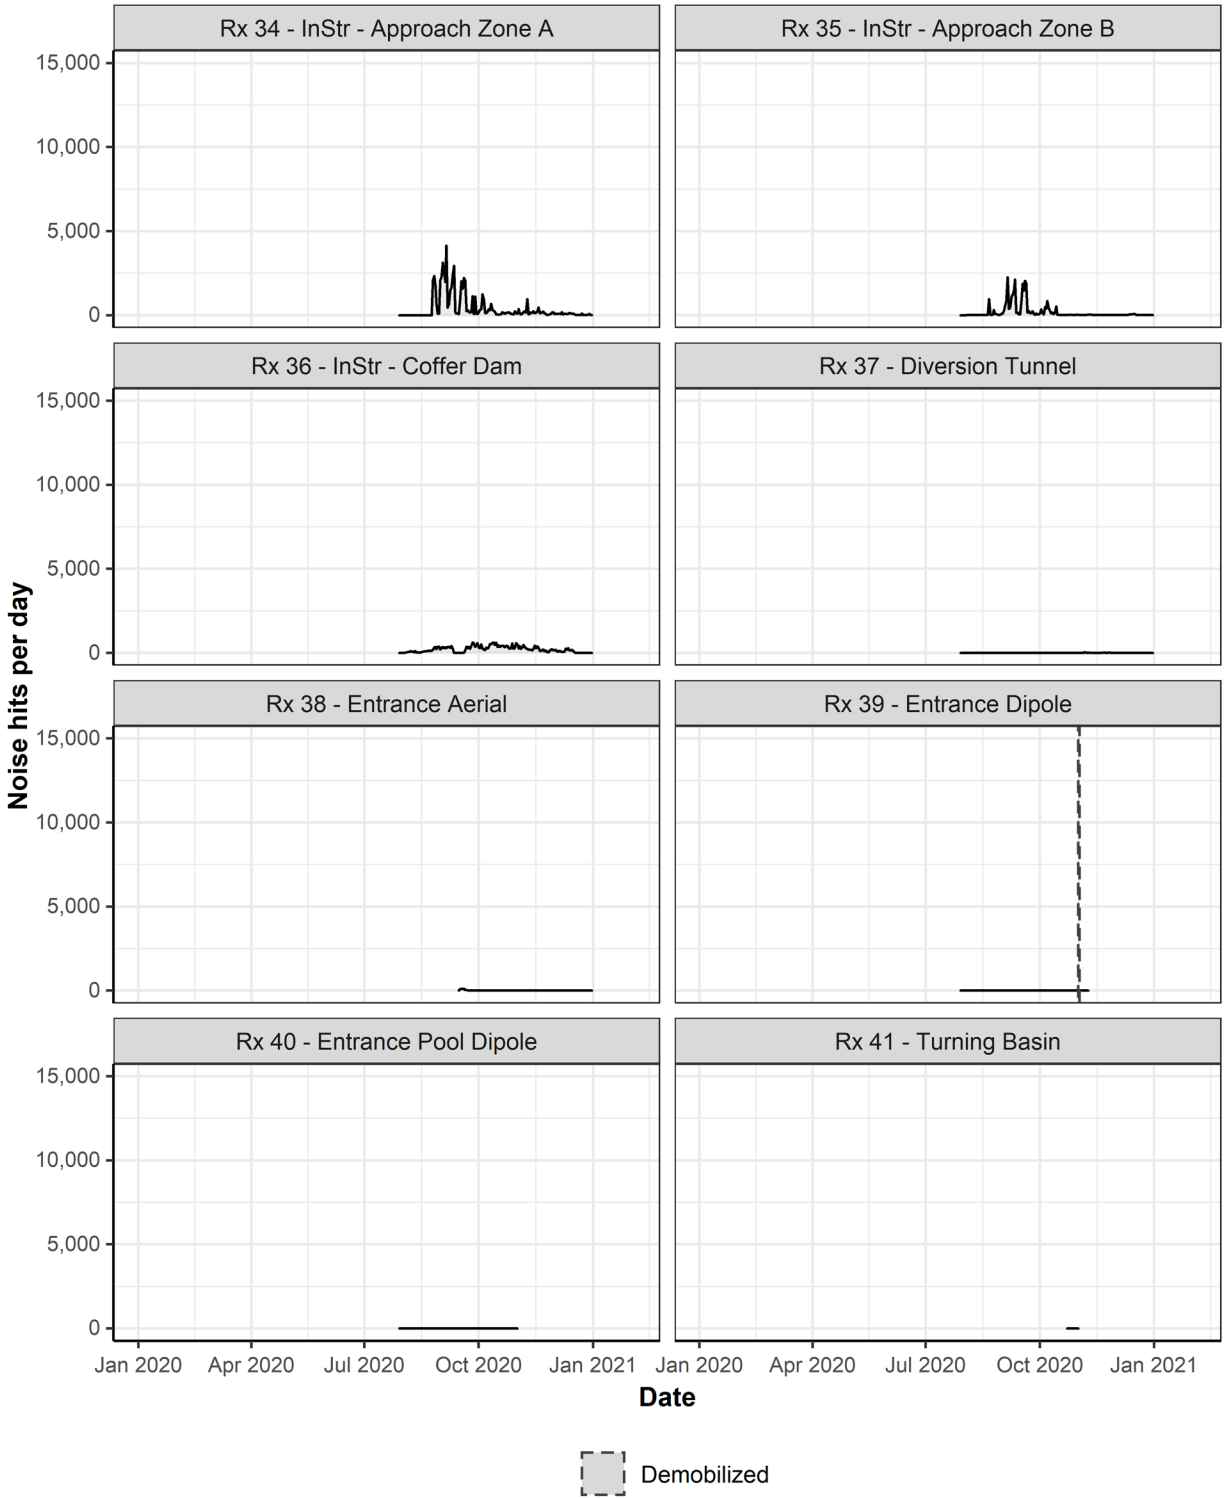 Rx 34 - InStr - Approach Zone A
Rx 35 - InStr - Approach Zone B
15,000
10,000
5,000
0
Rx 36 - InStr - Coffer Dam
Rx 37 - Diversion Tunnel
15,000
10,000
5,000
0
Noise hits per day
Rx 38 - Entrance Aerial
Rx 39 - Entrance Dipole
15,000
10,000
5,000
0
Rx 40 - Entrance Pool Dipole
Rx 41 - Turning Basin
15,000
10,000
5,000
0
Jan 2020 Apr 2020 Jul 2020 Oct 2020 Jan 2021 Jan 2020 Apr 2020 Jul 2020 Oct 2020 Jan 2021
Date
Demobilized